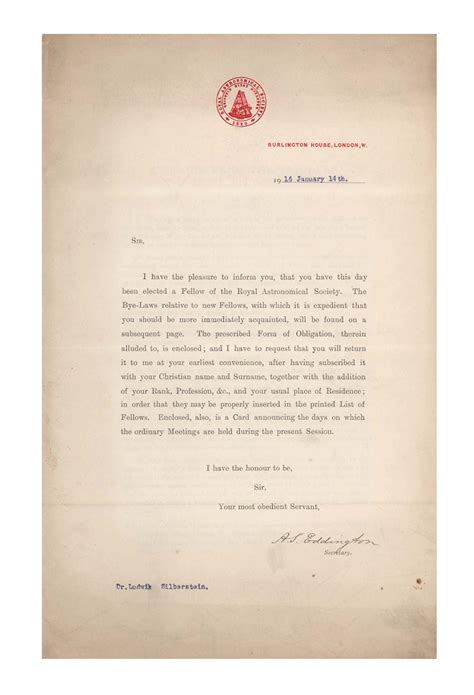 ROYAL ASTRONOMICAL SOCIETY
1820
BURLINGTON HOUSE, LONDON, W.
1916 January 14th.
SIR,
I have the pleasure to inform you, that you have this day
been elected a Fellow of the Royal Astronomical Society. The
Bye-Laws relative to new Fellows, with which it is expedient that
you should be more immediately acquainted, will be found on a
subsequent page. The prescribed Form of Obligation, therein
alluded to, is enclosed; and I have to request that you will return
it to me at your earliest convenience, after having subscribed it
with your Christian name and Surname, together with the addition
of your Rank, Profession, &c., and your usual place of Residence;
in order that they may be properly inserted in the printed List of
Fellows. Enclosed, also, is a Card announcing the days on which
the ordinary Meetings are held during the present Session.
I have the honour to be,
Sir,
Your most obedient Servant,
A.S. Eddington
Secretary.
Dr. Ludwik Silberstein.